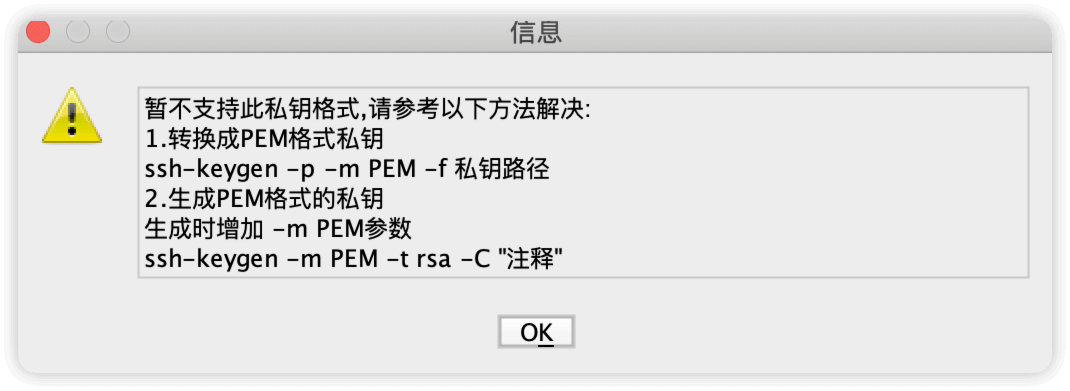 信息
暂不支持此私钥格式,请参考以下方法解决:
1.转换成PEM格式私钥
ssh-keygen -p -m PEM -f 私钥路径
2.生成PEM格式的私钥
生成时增加 -m PEM参数
ssh-keygen -m PEM -t rsa -C "注释"
OK